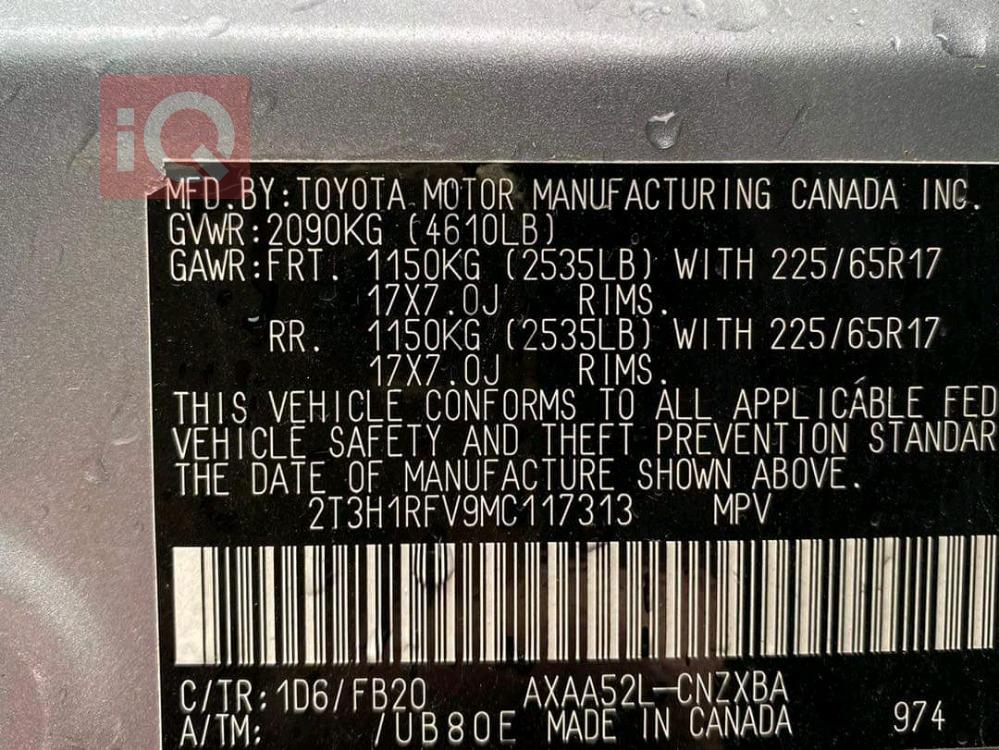 iQ
MFD.BY:TOYOTA MOTOR MANUFACTURING CANADA INC.
GVWR:2090KG (4610LB)
GAWR:FRT. 1150KG (2535LB) WITH 225/65R17
17X7.0J RIMS.
RR. 1150KG (2535LB) WITH 225/65R17
17X7.0J RIMS.
THIS VEHICLE CONFORMS TO ALL APPLICABLE FED
VEHICLE SAFETY AND THEFT PREVENTION STANDAR
THE DATE OF MANUFACTURE SHOWN ABOVE.
2T3H1RFV9MC117313 MPV
C/TR:1D6/FB20 AXAA52L-CNZXBA
A/TM: /UB80E MADE IN CANADA 974